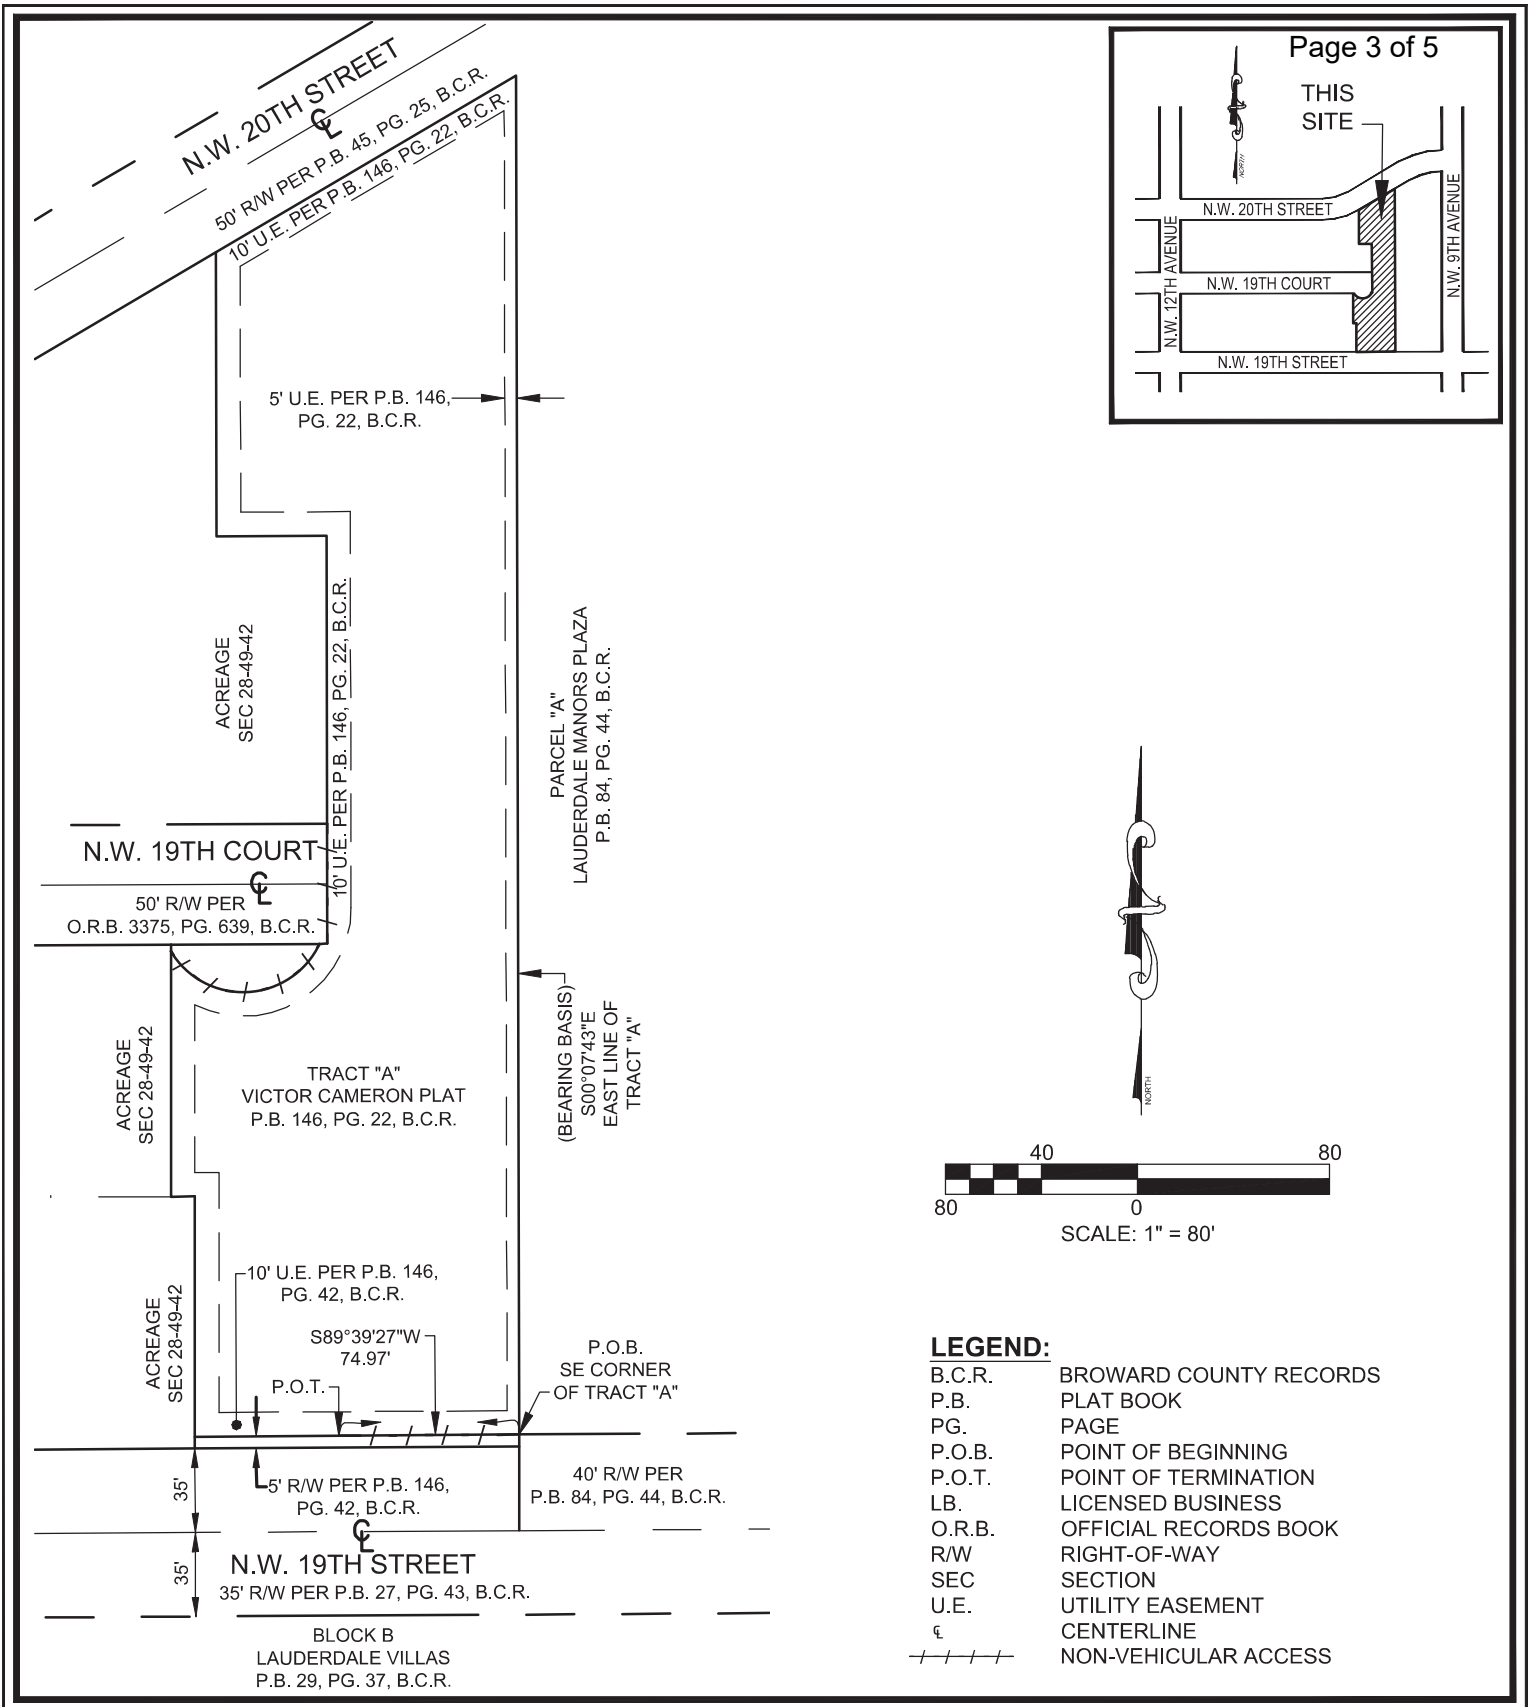 Page 3 of 5
THIS
SITE
NORTH
N.W. 20TH STREET
N.W. 19TH COURT
N.W. 19TH STREET
N.W. 12TH AVENUE
N.W. 9TH AVENUE
N.W. 20TH STREET
℄
50' R/W PER P.B. 45, PG. 25, B.C.R.
10' U.E. PER P.B. 146, PG. 22, B.C.R.
5' U.E. PER P.B. 146,
PG. 22, B.C.R.
ACREAGE
SEC 28-49-42
10' U.E. PER P.B. 146, PG. 22, B.C.R.
PARCEL "A"
LAUDERDALE MANORS PLAZA
P.B. 84, PG. 44, B.C.R.
N.W. 19TH COURT
℄
50' R/W PER
O.R.B. 3375, PG. 639, B.C.R.
(BEARING BASIS)
S00°07'43"E
EAST LINE OF
TRACT "A"
ACREAGE
SEC 28-49-42
TRACT "A"
VICTOR CAMERON PLAT
P.B. 146, PG. 22, B.C.R.
NORTH
40
80
80
0
SCALE: 1" = 80'
ACREAGE
SEC 28-49-42
10' U.E. PER P.B. 146,
PG. 42, B.C.R.
S89°39'27"W
74.97'
P.O.T.
P.O.B.
SE CORNER
OF TRACT "A"
35'
5' R/W PER P.B. 146,
PG. 42, B.C.R.
40' R/W PER
P.B. 84, PG. 44, B.C.R.
℄
35'
N.W. 19TH STREET
35' R/W PER P.B. 27, PG. 43, B.C.R.
BLOCK B
LAUDERDALE VILLAS
P.B. 29, PG. 37, B.C.R.
LEGEND:
B.C.R. BROWARD COUNTY RECORDS
P.B. PLAT BOOK
PG. PAGE
P.O.B. POINT OF BEGINNING
P.O.T. POINT OF TERMINATION
LB. LICENSED BUSINESS
O.R.B. OFFICIAL RECORDS BOOK
R/W RIGHT-OF-WAY
SEC SECTION
U.E. UTILITY EASEMENT
℄ CENTERLINE
NON-VEHICULAR ACCESS